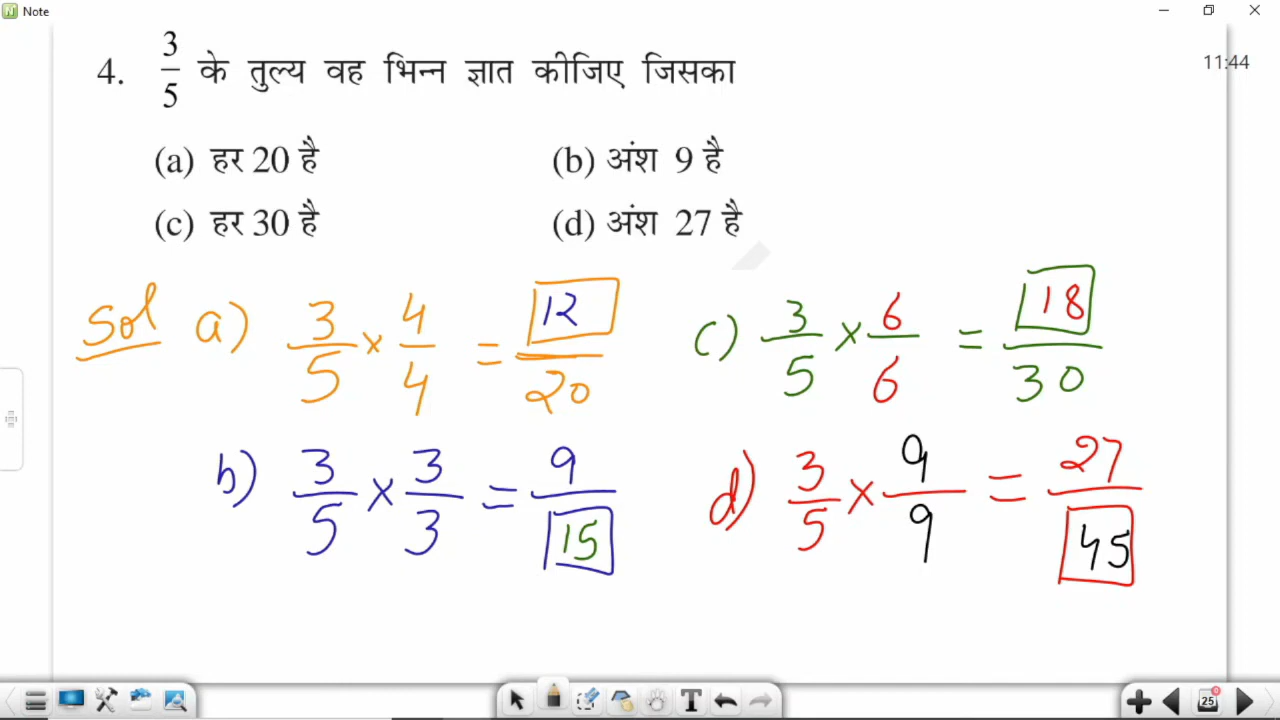 Note
11:44
4. 3/5 के तुल्य वह भिन्न ज्ञात कीजिए जिसका
(a) हर 20 है (b) अंश 9 है
(c) हर 30 है (d) अंश 27 है
Sol a) 3/5 × 4/4 = 12/20 c) 3/5 × 6/6 = 18/30
b) 3/5 × 3/3 = 9/15 d) 3/5 × 9/9 = 27/45
T 25